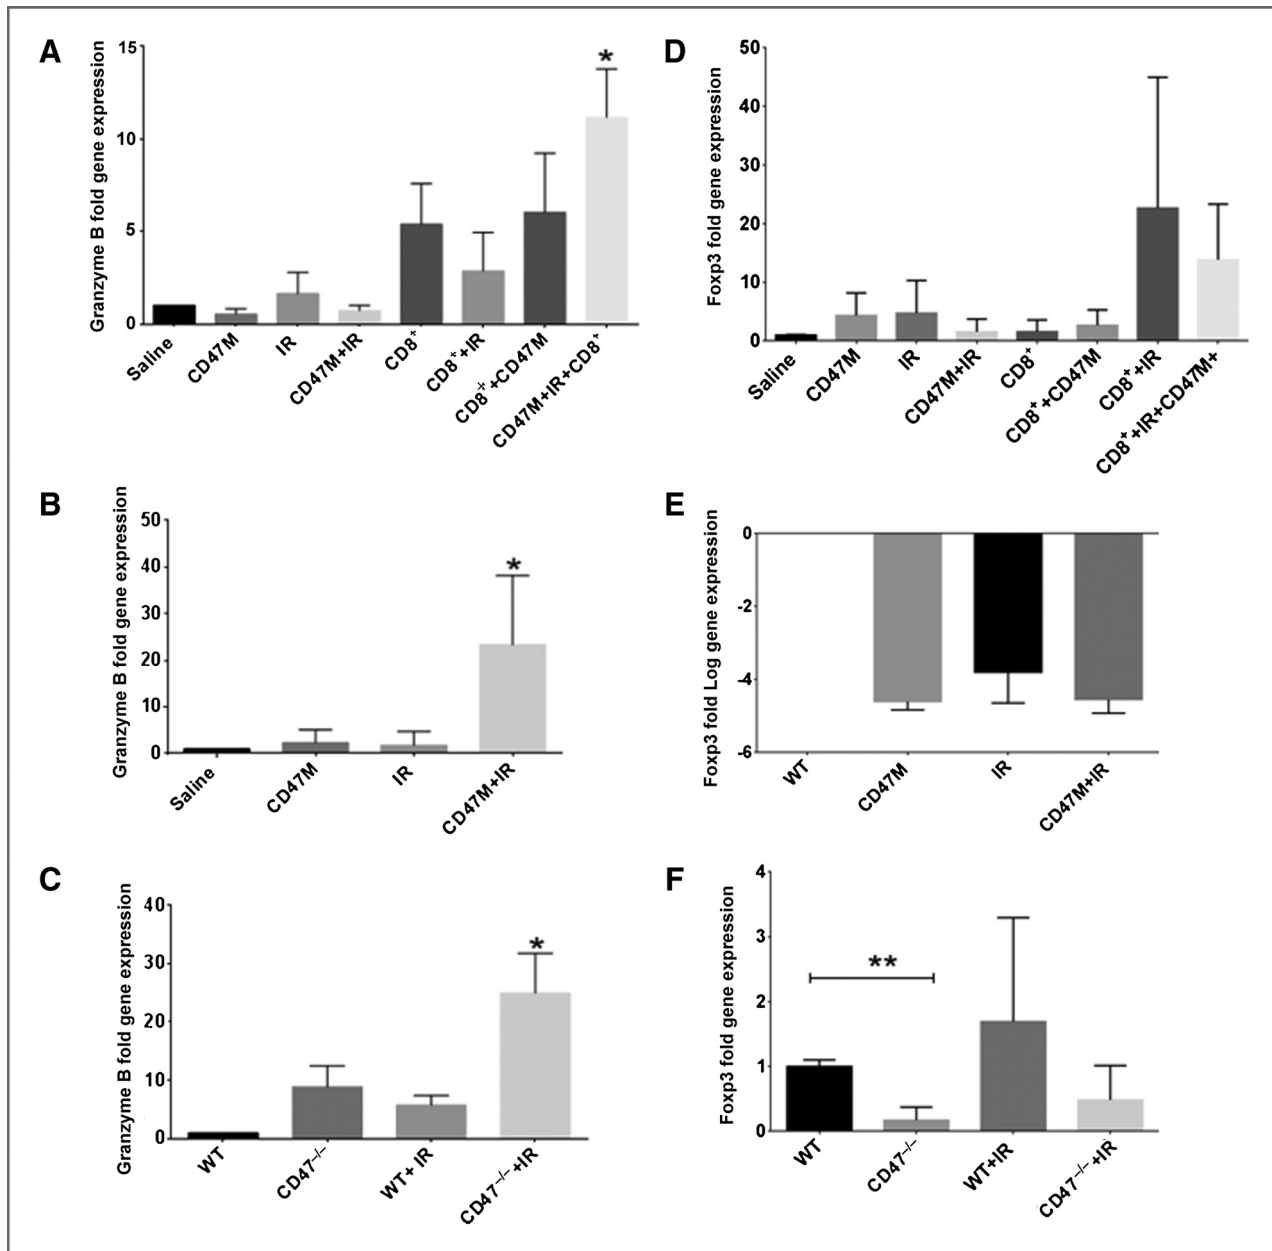 A
Granzyme B fold gene expression
15
10
5
0
*
Saline
CD47M
IR
CD47M+IR
CD8+
CD8++IR
CD8++CD47M
CD47M+IR+CD8+
D
Foxp3 fold gene expression
50
40
30
20
10
0
Saline
CD47M
IR
CD47M+IR
CD8+
CD8++CD47M
CD8++IR
CD8++IR+CD47M+
B
Granzyme B fold gene expression
50
40
30
20
10
0
*
Saline
CD47M
IR
CD47M+IR
E
Foxp3 fold Log gene expression
0
-2
-4
-6
WT
CD47M
IR
CD47M+IR
C
Granzyme B fold gene expression
40
30
20
10
0
*
WT
CD47−/−
WT+ IR
CD47−/−+IR
F
Foxp3 fold gene expression
4
3
2
1
0
**
WT
CD47−/−
WT+IR
CD47−/−+IR